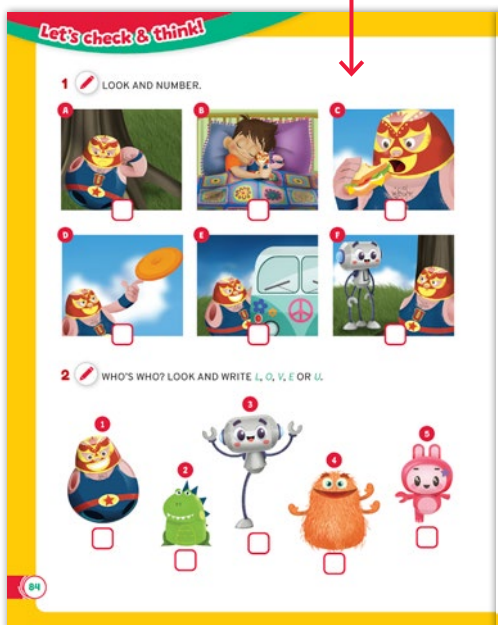 Let's check & think!
1 LOOK AND NUMBER.
A B C
D E F
2 WHO'S WHO? LOOK AND WRITE L, O, V, E OR U.
3
1 4 5
2
84